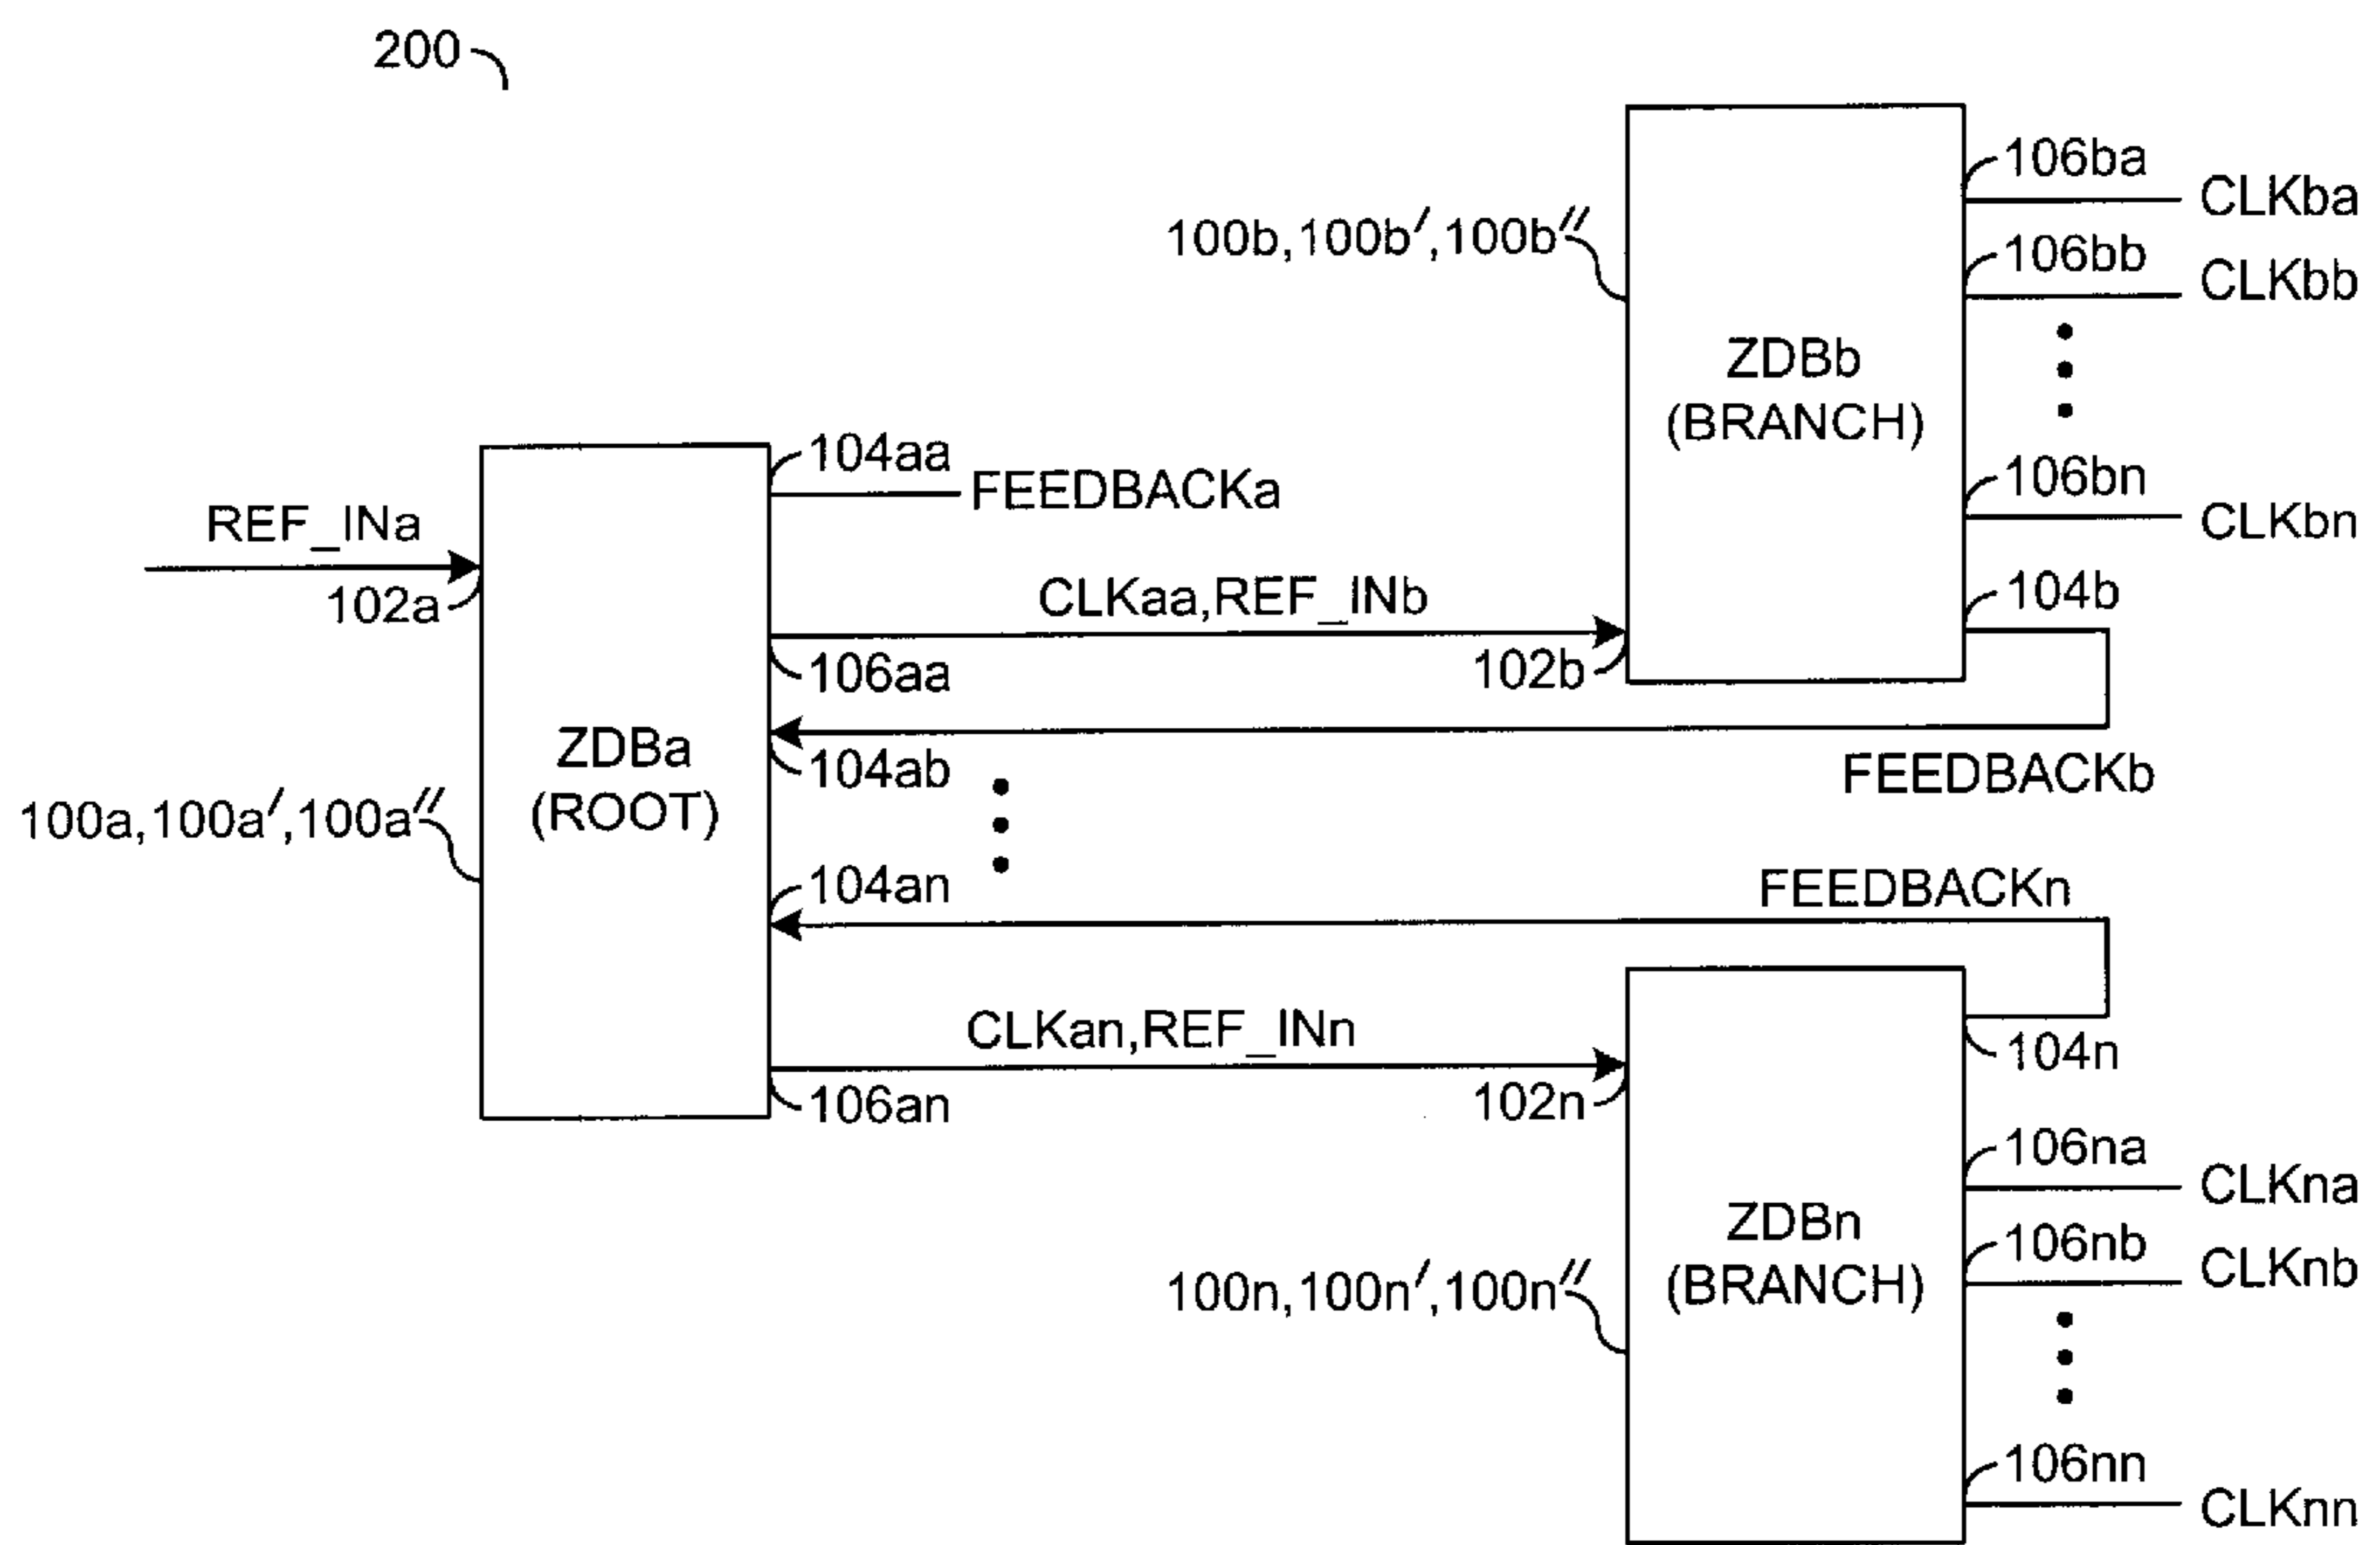 200
106ba
CLKba
100b,100b′,100b″
106bb
CLKbb
ZDBb
(BRANCH)
106bn
CLKbn
104b
104aa
FEEDBACKa
REF_INa
102a
CLKaa,REF_INb
106aa
102b
ZDBa
(ROOT)
104ab
FEEDBACKb
100a,100a′,100a″
104an
FEEDBACKn
CLKan,REF_INn
106an
102n
104n
106na
CLKna
ZDBn
(BRANCH)
106nb
CLKnb
100n,100n′,100n″
106nn
CLKnn